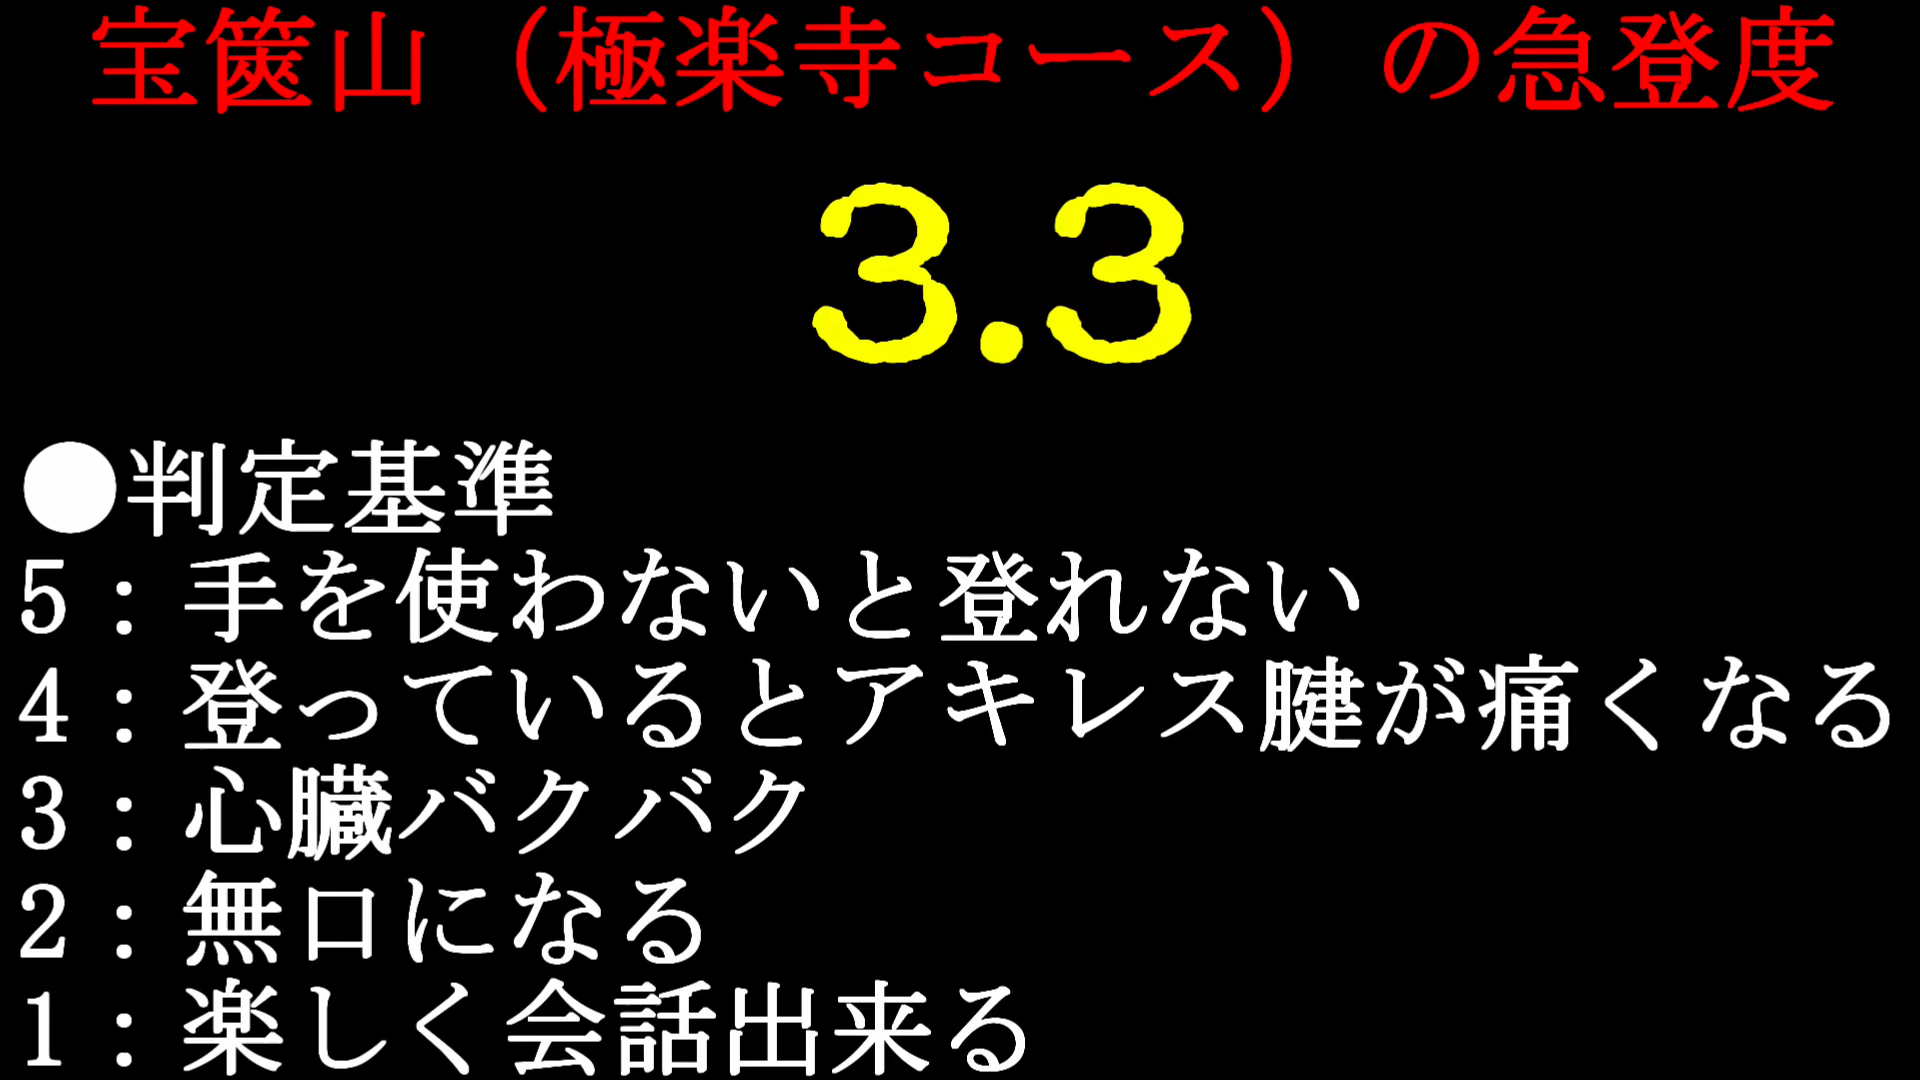 宝篋山（極楽寺コース）の急登度
3.3
●判定基準
5：手を使わないと登れない
4：登っているとアキレス腱が痛くなる
3：心臓バクバク
2：無口になる
1：楽しく会話出来る